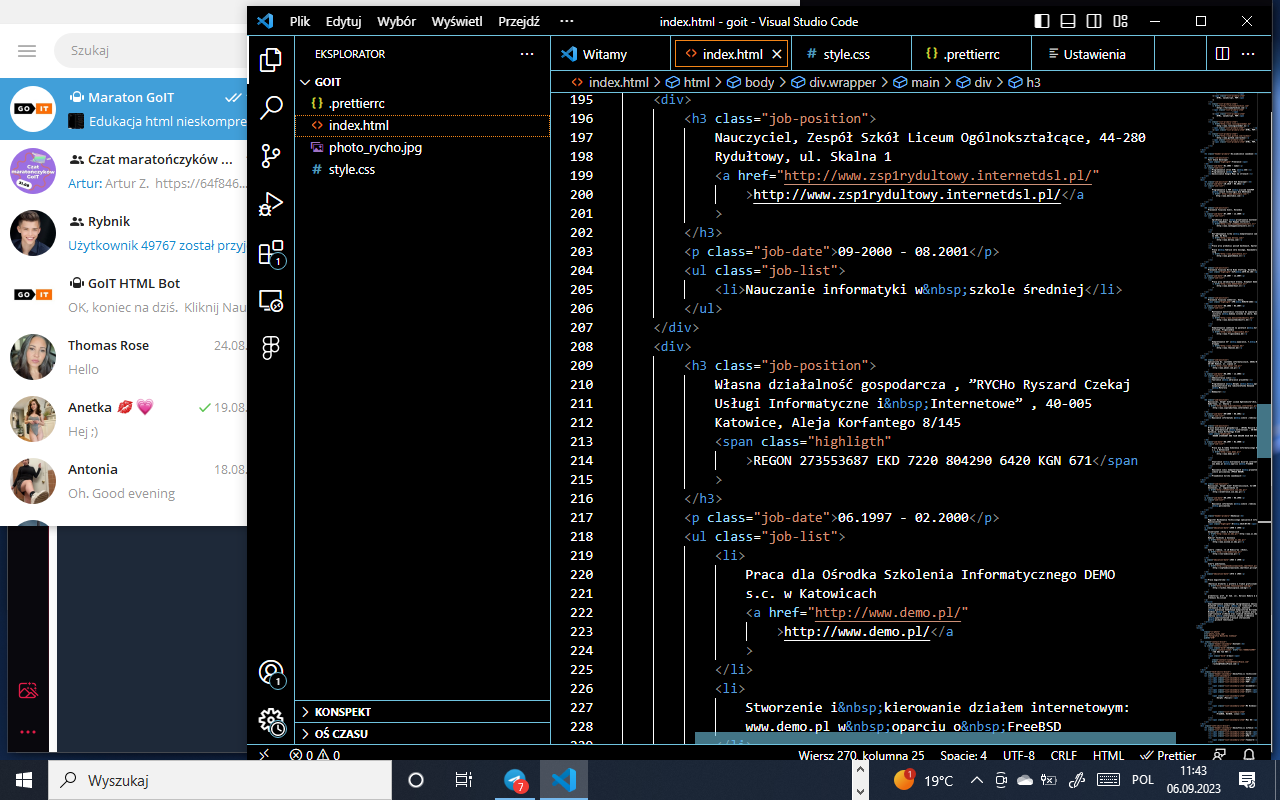 Plik Edytuj Wybór Wyświetl Przejdź ···
index.html - goit - Visual Studio Code
Szukaj
Maraton GoIT
Edukacja html nieskompre
Czat maratończyków ...
Artur: Artur Z. https://64f846...
Rybnik
Użytkownik 49767 został przyj
GoIT HTML Bot
OK, koniec na dziś. Kliknij Nau
Thomas Rose 24.08.
Hello
Anetka 💋💗 19.08.
Hej ;)
Antonia 18.08.
Oh. Good evening
EKSPLORATOR ···
GOIT
{} .prettierrc
<> index.html
photo_rycho.jpg
# style.css
KONSPEKT
OŚ CZASU
Witamy
<> index.html
# style.css
{} .prettierrc
Ustawienia
<> index.html > html > body > div.wrapper > main > div > h3
195 <div>
196 <h3 class="job-position">
197 Nauczyciel, Zespół Szkół Liceum Ogólnokształcące, 44-280
198 Rydułtowy, ul. Skalna 1
199 <a href="http://www.zsp1rydultowy.internetdsl.pl/"
200 >http://www.zsp1rydultowy.internetdsl.pl/</a
201 >
202 </h3>
203 <p class="job-date">09-2000 - 08.2001</p>
204 <ul class="job-list">
205 <li>Nauczanie informatyki w&nbsp;szkole średniej</li>
206 </ul>
207 </div>
208 <div>
209 <h3 class="job-position">
210 Własna działalność gospodarcza , ”RYCHo Ryszard Czekaj
211 Usługi Informatyczne i&nbsp;Internetowe” , 40-005
212 Katowice, Aleja Korfantego 8/145
213 <span class="highligth"
214 >REGON 273553687 EKD 7220 804290 6420 KGN 671</span
215 >
216 </h3>
217 <p class="job-date">06.1997 - 02.2000</p>
218 <ul class="job-list">
219 <li>
220 Praca dla Ośrodka Szkolenia Informatycznego DEMO
221 s.c. w Katowicach
222 <a href="http://www.demo.pl/"
223 >http://www.demo.pl/</a
224 >
225 </li>
226 <li>
227 Stworzenie i&nbsp;kierowanie działem internetowym:
228 www.demo.pl w&nbsp;oparciu o&nbsp;FreeBSD
0 0 Wiersz 270, kolumna 25 Spacje: 4 UTF-8 CRLF HTML Prettier
Wyszukaj
7
1
19°C
POL
11:43
06.09.2023